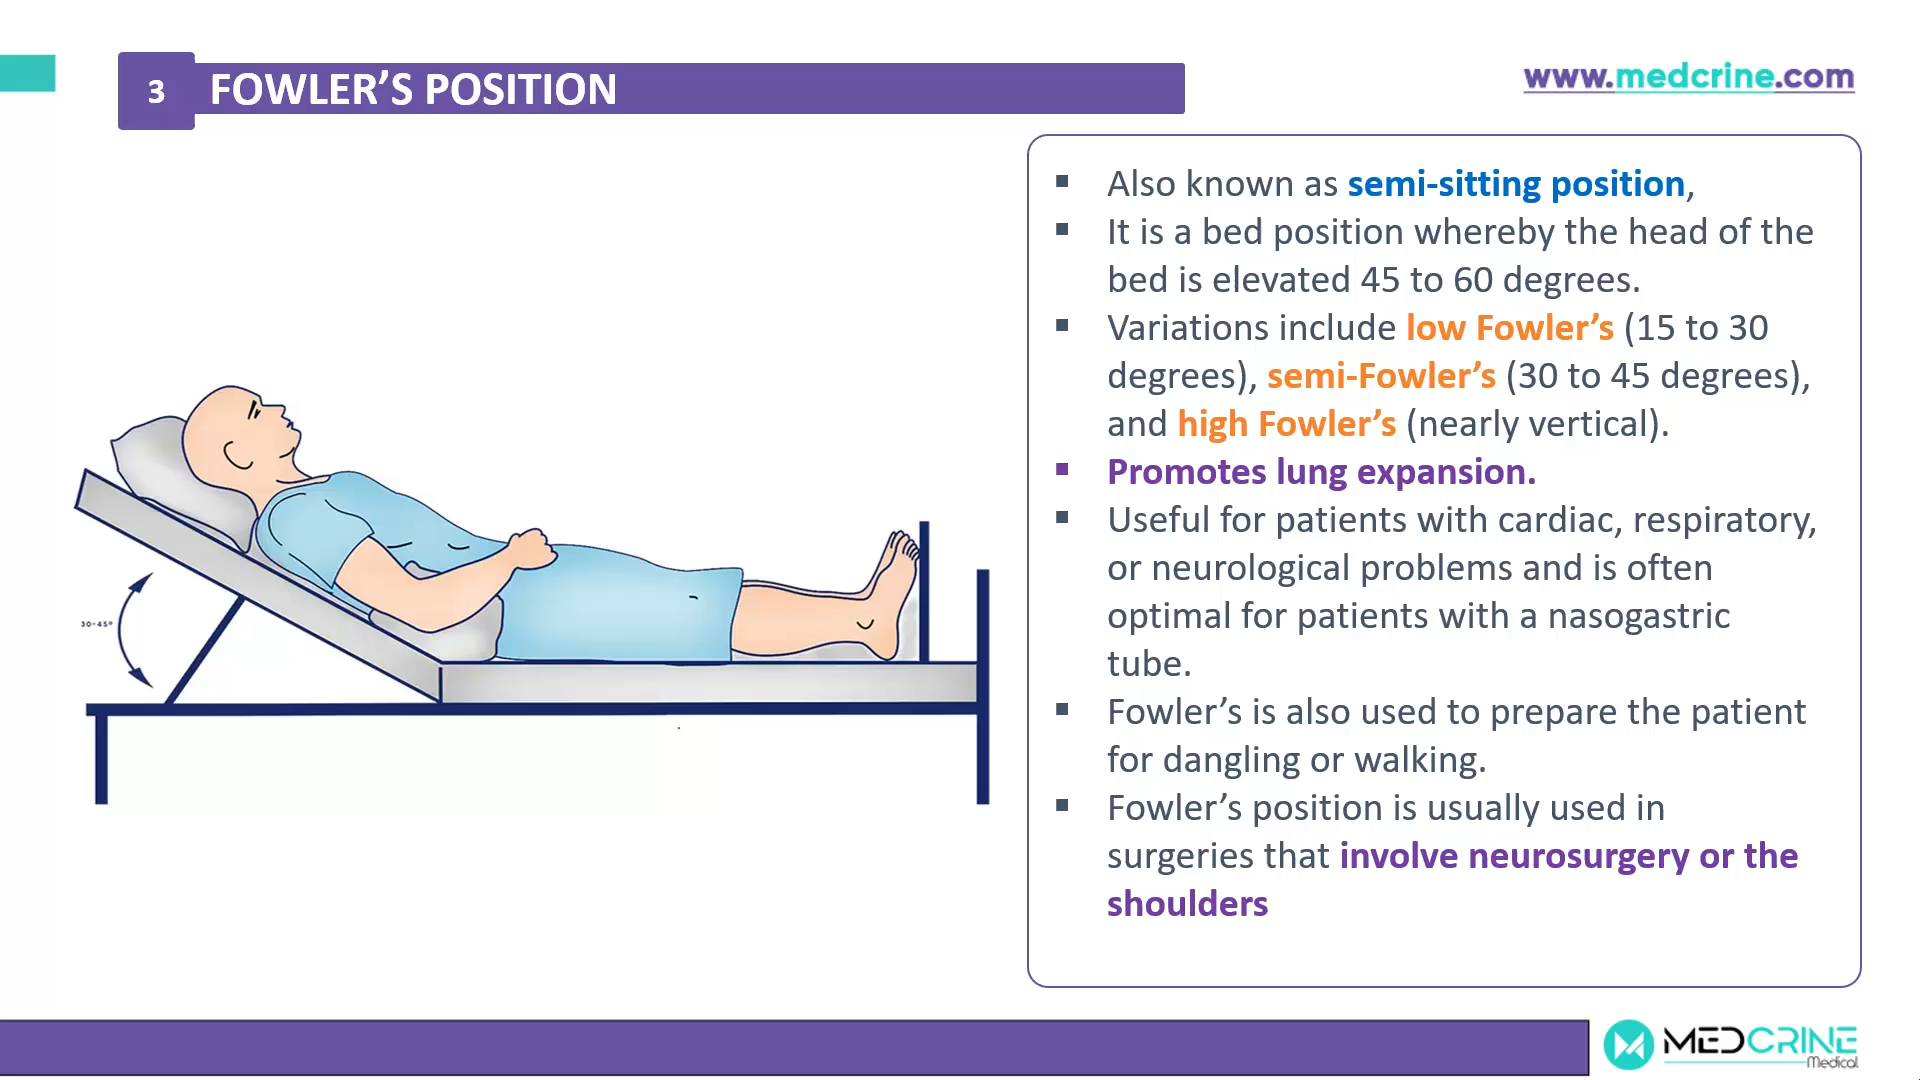 3 FOWLER’S POSITION
www.medcrine.com
▪ Also known as semi-sitting position,
▪ It is a bed position whereby the head of the
bed is elevated 45 to 60 degrees.
▪ Variations include low Fowler’s (15 to 30
degrees), semi-Fowler’s (30 to 45 degrees),
and high Fowler’s (nearly vertical).
▪ Promotes lung expansion.
▪ Useful for patients with cardiac, respiratory,
or neurological problems and is often
optimal for patients with a nasogastric
tube.
▪ Fowler’s is also used to prepare the patient
for dangling or walking.
▪ Fowler’s position is usually used in
surgeries that involve neurosurgery or the
shoulders
30-45°
MEDCRINE
Medical